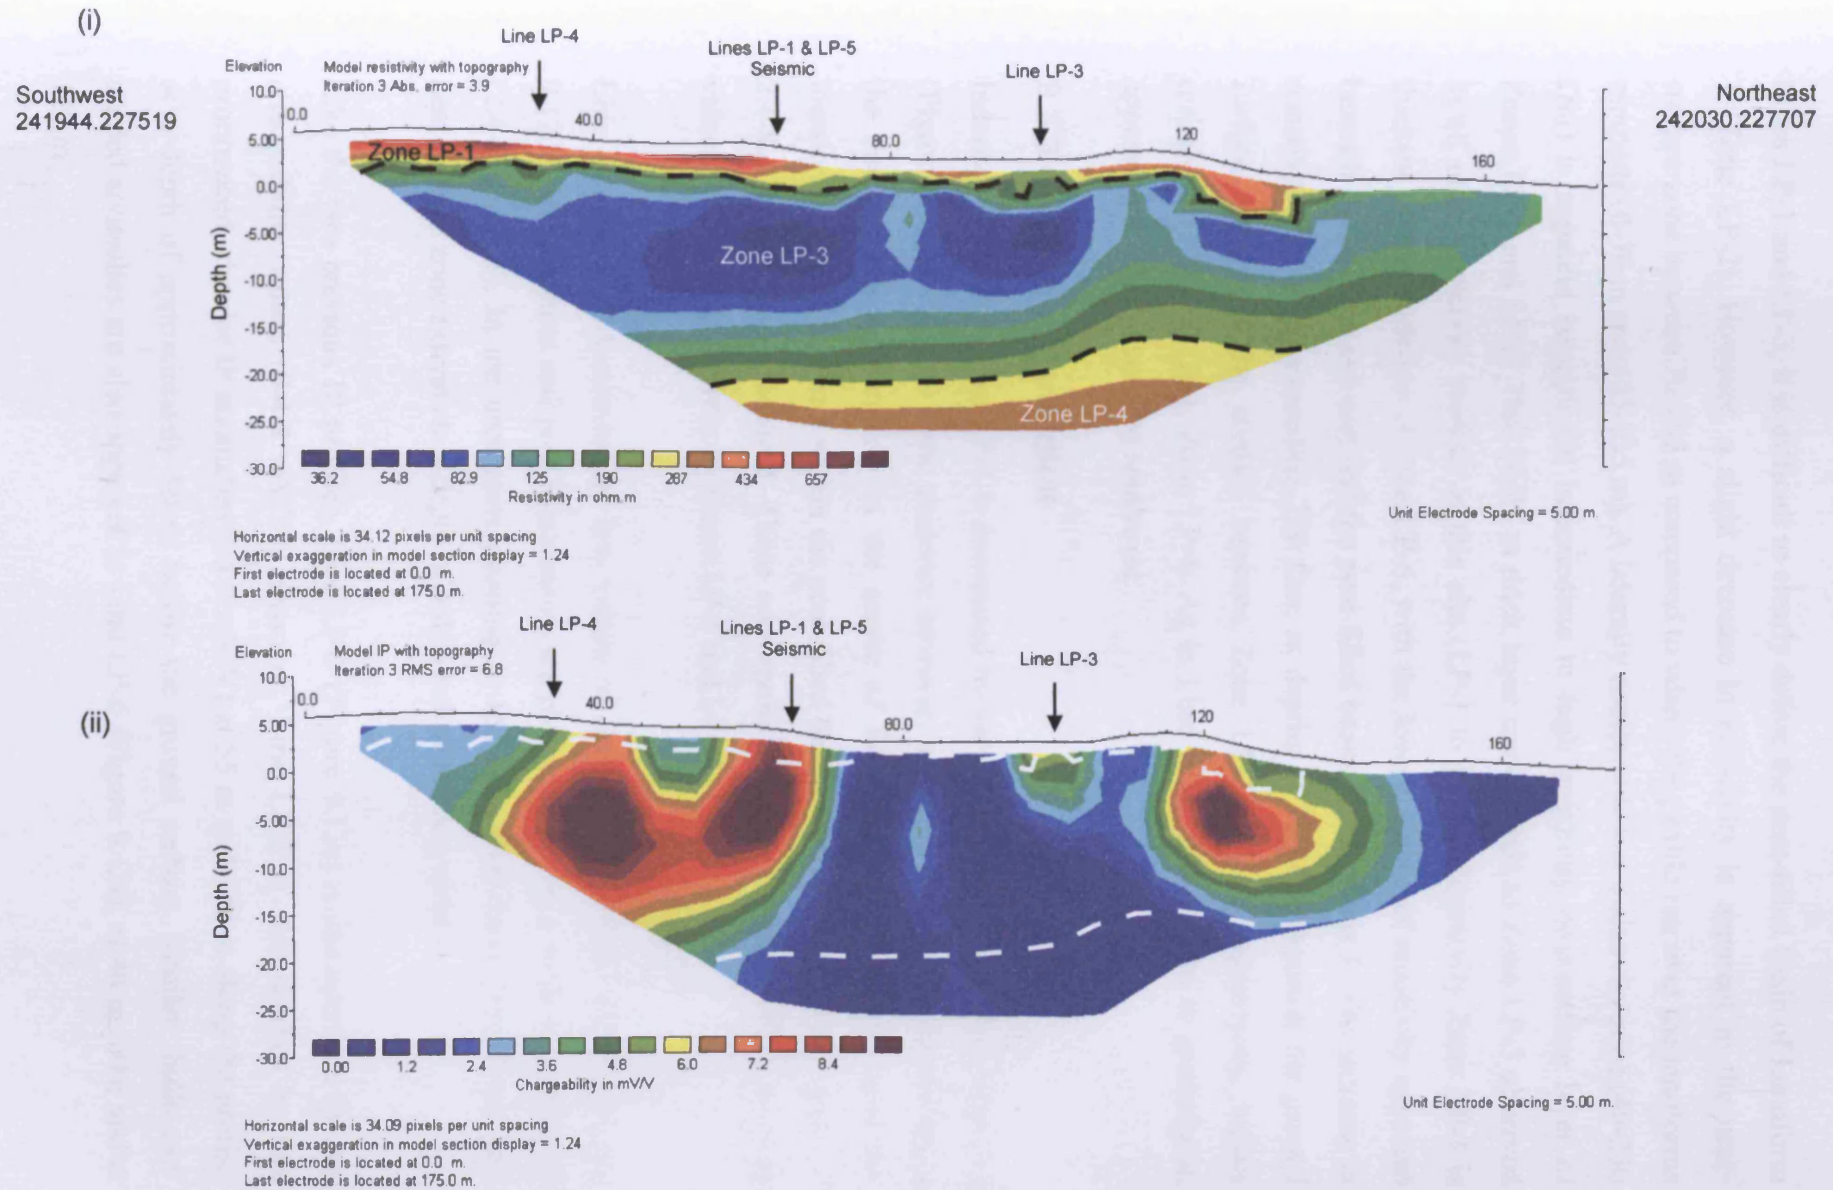 (i)
Line LP-4
Lines LP-1 & LP-5
Seismic
Line LP-3
Southwest
241944.227519
Northeast
242030.227707
Elevation
Model resistivity with topography
Iteration 3 Abs. error = 3.9
10.0
5.00
0.0
-5.00
-10.0
-15.0
-20.0
-25.0
-30.0
Depth (m)
0.0
40.0
80.0
120
160
Zone LP-1
Zone LP-3
Zone LP-4
36.2 54.8 82.9 125 190 287 434 657
Resistivity in ohm.m
Unit Electrode Spacing = 5.00 m.
Horizontal scale is 34.12 pixels per unit spacing
Vertical exaggeration in model section display = 1.24
First electrode is located at 0.0 m.
Last electrode is located at 175.0 m.
(ii)
Line LP-4
Lines LP-1 & LP-5
Seismic
Line LP-3
Elevation
Model IP with topography
Iteration 3 RMS error = 6.8
10.0
5.00
0.0
-5.00
-10.0
-15.0
-20.0
-25.0
-30.0
Depth (m)
0.0
40.0
80.0
120
160
0.00 1.2 2.4 3.6 4.8 6.0 7.2 8.4
Chargeability in mV/V
Unit Electrode Spacing = 5.00 m.
Horizontal scale is 34.09 pixels per unit spacing
Vertical exaggeration in model section display = 1.24
First electrode is located at 0.0 m.
Last electrode is located at 175.0 m.